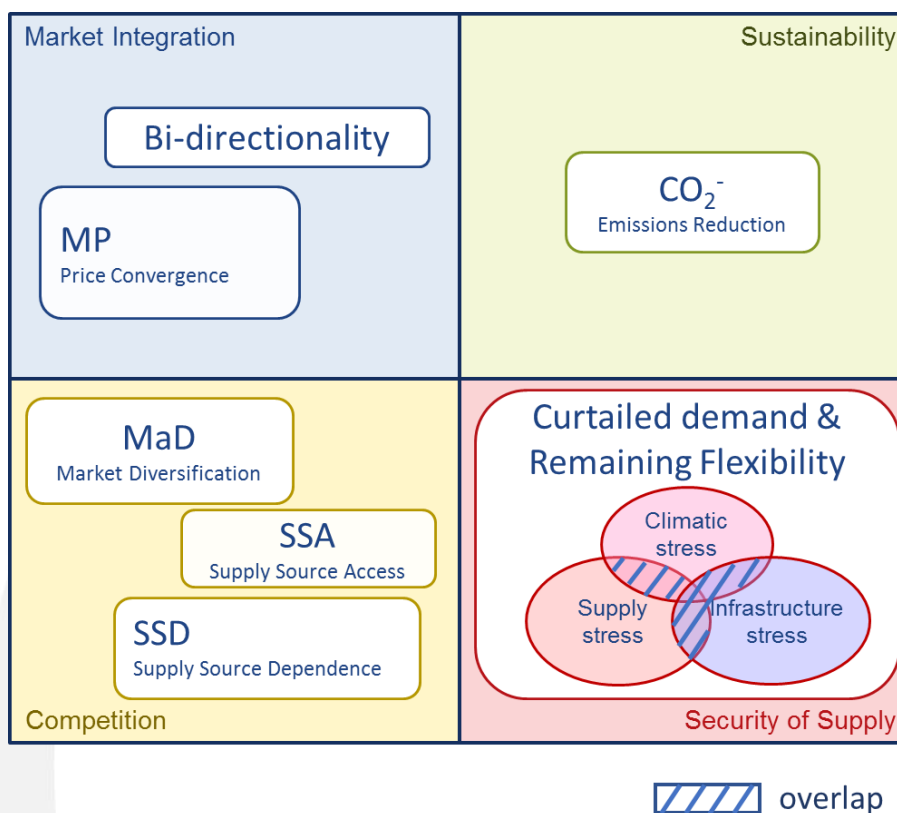 Market Integration
Bi-directionality
MP
Price Convergence
Sustainability
CO₂⁻
Emissions Reduction
MaD
Market Diversification
SSA
Supply Source Access
SSD
Supply Source Dependence
Competition
Curtailed demand &
Remaining Flexibility
Climatic
stress
Supply
stress
Infrastructure
stress
Security of Supply
overlap